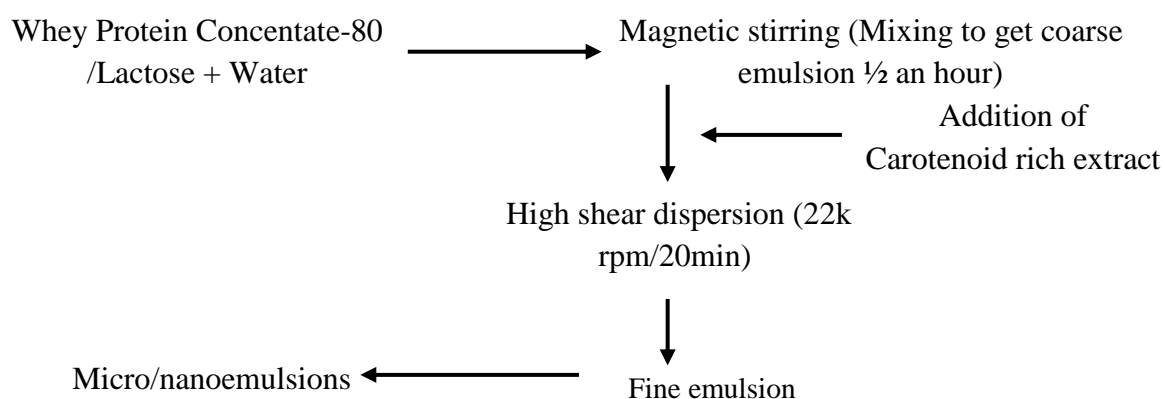 Whey Protein Concentate-80
/Lactose + Water
Magnetic stirring (Mixing to get coarse
emulsion ½ an hour)
Addition of
Carotenoid rich extract
High shear dispersion (22k
rpm/20min)
Fine emulsion
Micro/nanoemulsions